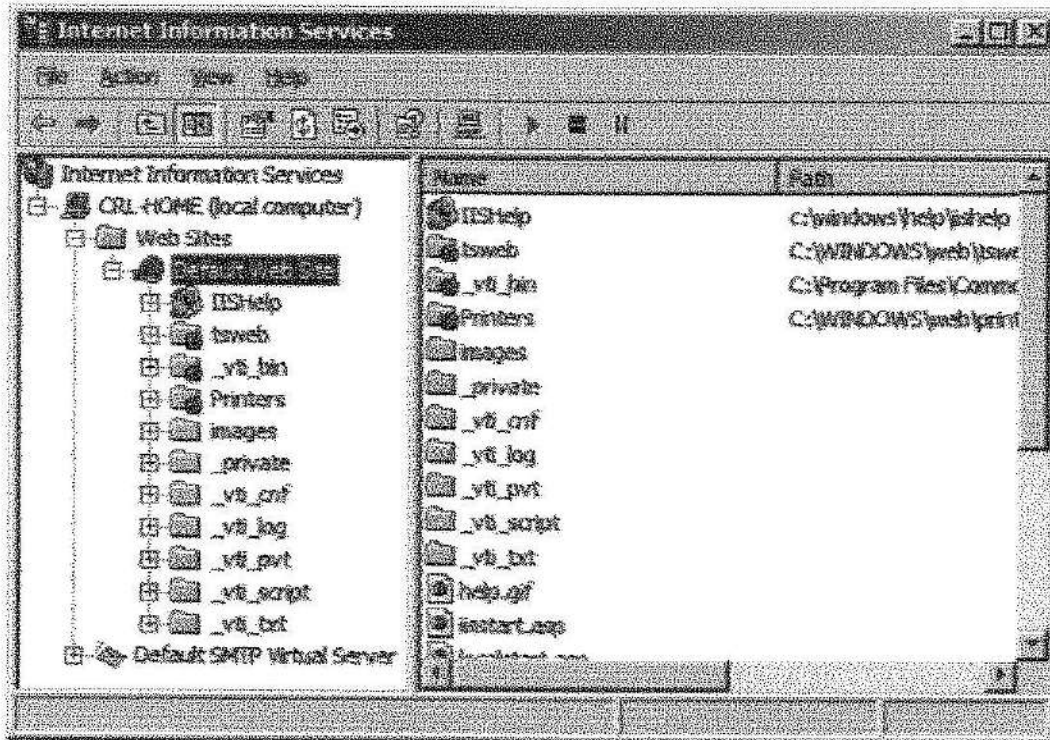 Internet Information Services
File Action View Help
Internet Information Services
CRL-HOME (local computer)
Web Sites
Default Web Site
IISHelp
tsweb
_vti_bin
Printers
images
_private
_vti_cnf
_vti_log
_vti_pvt
_vti_script
_vti_txt
Default SMTP Virtual Server
Name Path
IISHelp c:\windows\help\iishelp
tsweb C:\WINDOWS\web\tswe
_vti_bin C:\Program Files\Commo
Printers C:\WINDOWS\web\print
images
_private
_vti_cnf
_vti_log
_vti_pvt
_vti_script
_vti_txt
help.gif
iisstart.asp